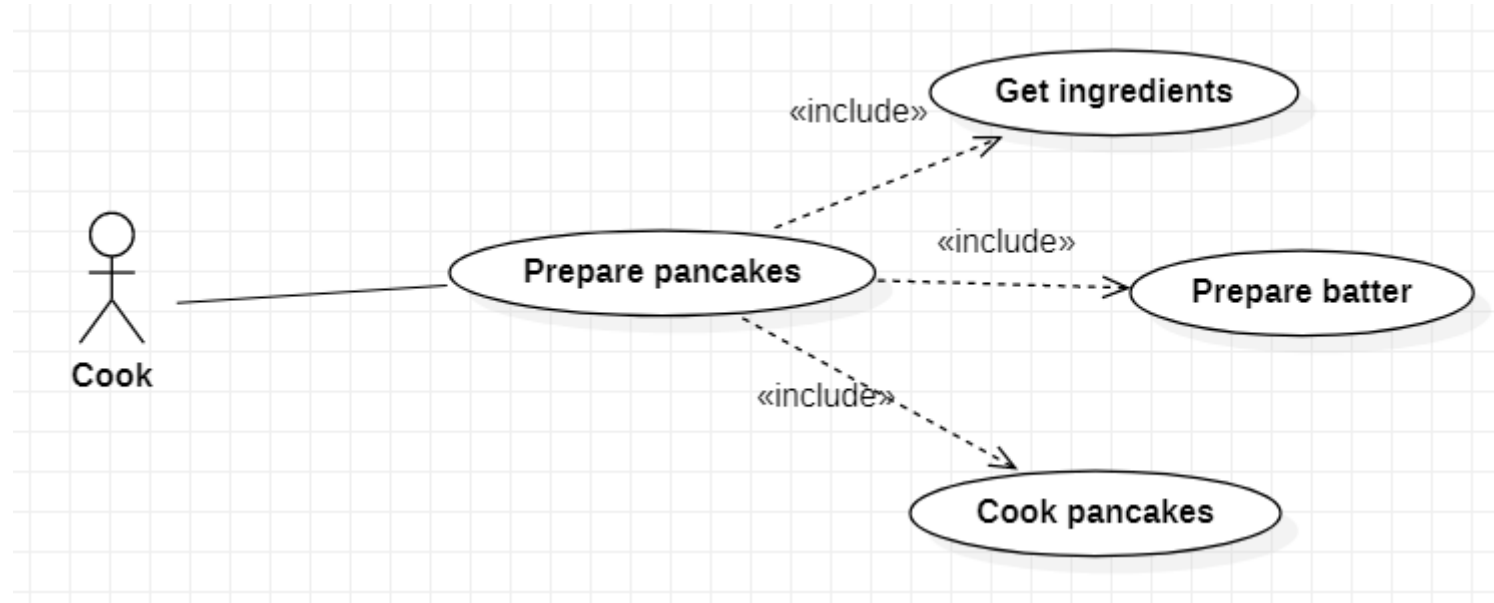 Get ingredients
«include»
«include»
Prepare pancakes
Prepare batter
Cook
«include»
Cook pancakes